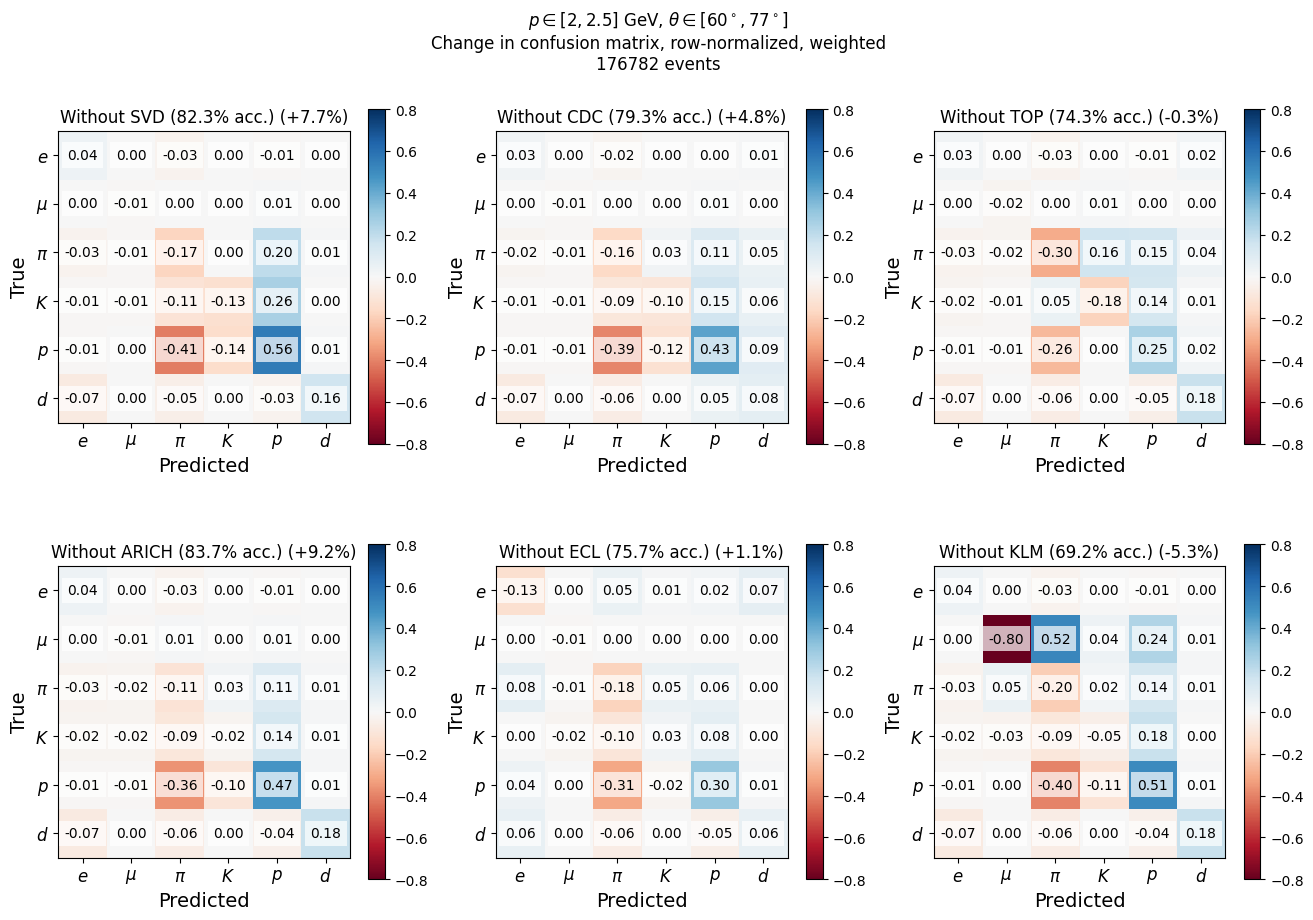 p ∈ [2, 2.5] GeV, θ ∈ [60°, 77°]
Change in confusion matrix, row-normalized, weighted
176782 events
Without SVD (82.3% acc.) (+7.7%)
True
e 0.04 0.00 -0.03 0.00 -0.01 0.00
μ 0.00 -0.01 0.00 0.00 0.01 0.00
π -0.03 -0.01 -0.17 0.00 0.20 0.01
K -0.01 -0.01 -0.11 -0.13 0.26 0.00
p -0.01 0.00 -0.41 -0.14 0.56 0.01
d -0.07 0.00 -0.05 0.00 -0.03 0.16
e μ π K p d
Predicted
0.8
0.6
0.4
0.2
0.0
−0.2
−0.4
−0.6
−0.8
Without CDC (79.3% acc.) (+4.8%)
True
e 0.03 0.00 -0.02 0.00 0.00 0.01
μ 0.00 -0.01 0.00 0.00 0.01 0.00
π -0.02 -0.01 -0.16 0.03 0.11 0.05
K -0.01 -0.01 -0.09 -0.10 0.15 0.06
p -0.01 -0.01 -0.39 -0.12 0.43 0.09
d -0.07 0.00 -0.06 0.00 0.05 0.08
e μ π K p d
Predicted
0.8
0.6
0.4
0.2
0.0
−0.2
−0.4
−0.6
−0.8
Without TOP (74.3% acc.) (-0.3%)
True
e 0.03 0.00 -0.03 0.00 -0.01 0.02
μ 0.00 -0.02 0.00 0.01 0.01 0.00
π -0.03 -0.02 -0.30 0.16 0.15 0.04
K -0.02 -0.01 0.05 -0.18 0.14 0.01
p -0.01 -0.01 -0.26 0.00 0.25 0.02
d -0.07 0.00 -0.06 0.00 -0.05 0.18
e μ π K p d
Predicted
0.8
0.6
0.4
0.2
0.0
−0.2
−0.4
−0.6
−0.8
Without ARICH (83.7% acc.) (+9.2%)
True
e 0.04 0.00 -0.03 0.00 -0.01 0.00
μ 0.00 -0.01 0.01 0.00 0.01 0.00
π -0.03 -0.02 -0.11 0.03 0.11 0.01
K -0.02 -0.02 -0.09 -0.02 0.14 0.01
p -0.01 -0.01 -0.36 -0.10 0.47 0.01
d -0.07 0.00 -0.06 0.00 -0.04 0.18
e μ π K p d
Predicted
0.8
0.6
0.4
0.2
0.0
−0.2
−0.4
−0.6
−0.8
Without ECL (75.7% acc.) (+1.1%)
True
e -0.13 0.00 0.05 0.01 0.02 0.07
μ 0.00 -0.01 0.00 0.00 0.01 0.00
π 0.08 -0.01 -0.18 0.05 0.06 0.00
K 0.00 -0.02 -0.10 0.03 0.08 0.00
p 0.04 0.00 -0.31 -0.02 0.30 0.01
d 0.06 0.00 -0.06 0.00 -0.05 0.06
e μ π K p d
Predicted
0.8
0.6
0.4
0.2
0.0
−0.2
−0.4
−0.6
−0.8
Without KLM (69.2% acc.) (-5.3%)
True
e 0.04 0.00 -0.03 0.00 -0.01 0.00
μ 0.00 -0.80 0.52 0.04 0.24 0.01
π -0.03 0.05 -0.20 0.02 0.14 0.01
K -0.02 -0.03 -0.09 -0.05 0.18 0.00
p -0.01 0.00 -0.40 -0.11 0.51 0.01
d -0.07 0.00 -0.06 0.00 -0.04 0.18
e μ π K p d
Predicted
0.8
0.6
0.4
0.2
0.0
−0.2
−0.4
−0.6
−0.8